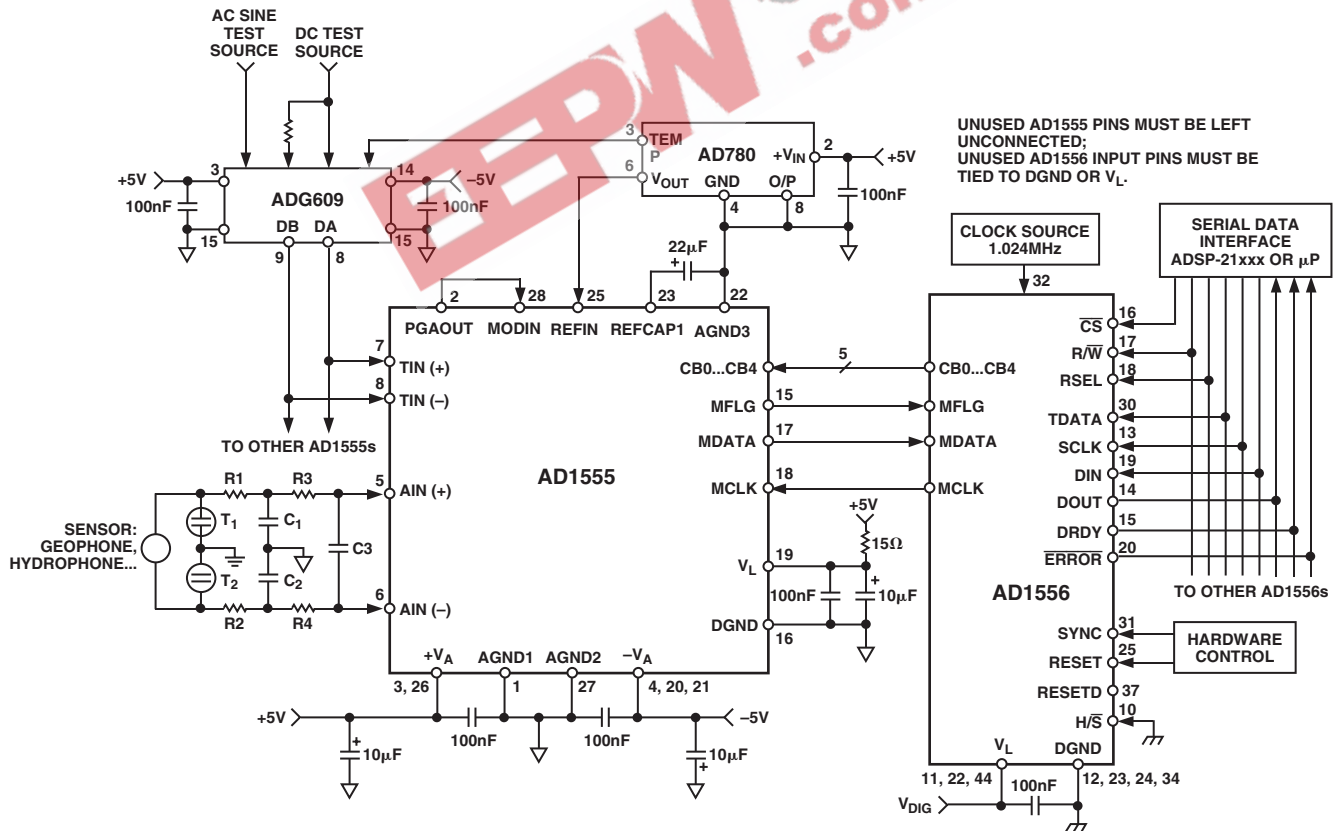 AC SINE
TEST
SOURCE
DC TEST
SOURCE
EEPW
.com
UNUSED AD1555 PINS MUST BE LEFT
UNCONNECTED;
UNUSED AD1556 INPUT PINS MUST BE
TIED TO DGND OR VL.
3
TEM
P
AD780
+VIN
2
+5V
6
VOUT
GND
O/P
4
8
100nF
+5V
3
14
–5V
100nF
ADG609
100nF
15
DB
DA
15
9
8
22µF
+
CLOCK SOURCE
1.024MHz
32
SERIAL DATA
INTERFACE
ADSP-21xxx OR µP
2
28
25
23
22
PGAOUT
MODIN
REFIN
REFCAP1
AGND3
7
TIN (+)
8
TIN (–)
TO OTHER AD1555s
CB0...CB4
5
CB0...CB4
MFLG
15
MFLG
MDATA
17
MDATA
MCLK
18
MCLK
AD1555
R1
R3
5
AIN (+)
SENSOR:
GEOPHONE,
HYDROPHONE...
T1
C1
C3
T2
C2
R2
R4
6
AIN (–)
+5V
15Ω
VL
19
100nF
+
10µF
DGND
16
+VA
AGND1
AGND2
–VA
3, 26
1
27
4, 20, 21
+5V
–5V
+
10µF
100nF
100nF
10µF
+
CS
16
R/W
17
RSEL
18
TDATA
30
SCLK
13
DIN
19
DOUT
14
DRDY
15
ERROR
20
AD1556
TO OTHER AD1556s
SYNC
31
RESET
25
HARDWARE
CONTROL
RESETD
37
H/S
10
VL
DGND
11, 22, 44
100nF
12, 23, 24, 34
VDIG